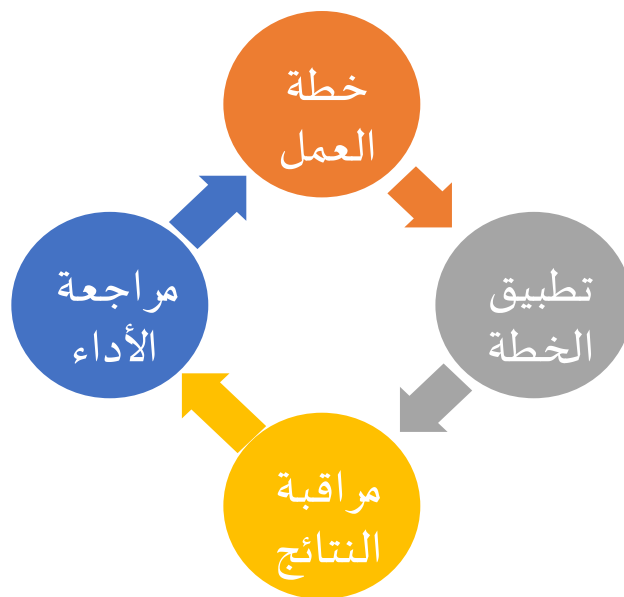 خطة
العمل
تطبيق
الخطة
مراقبة
النتائج
مراجعة
الأداء